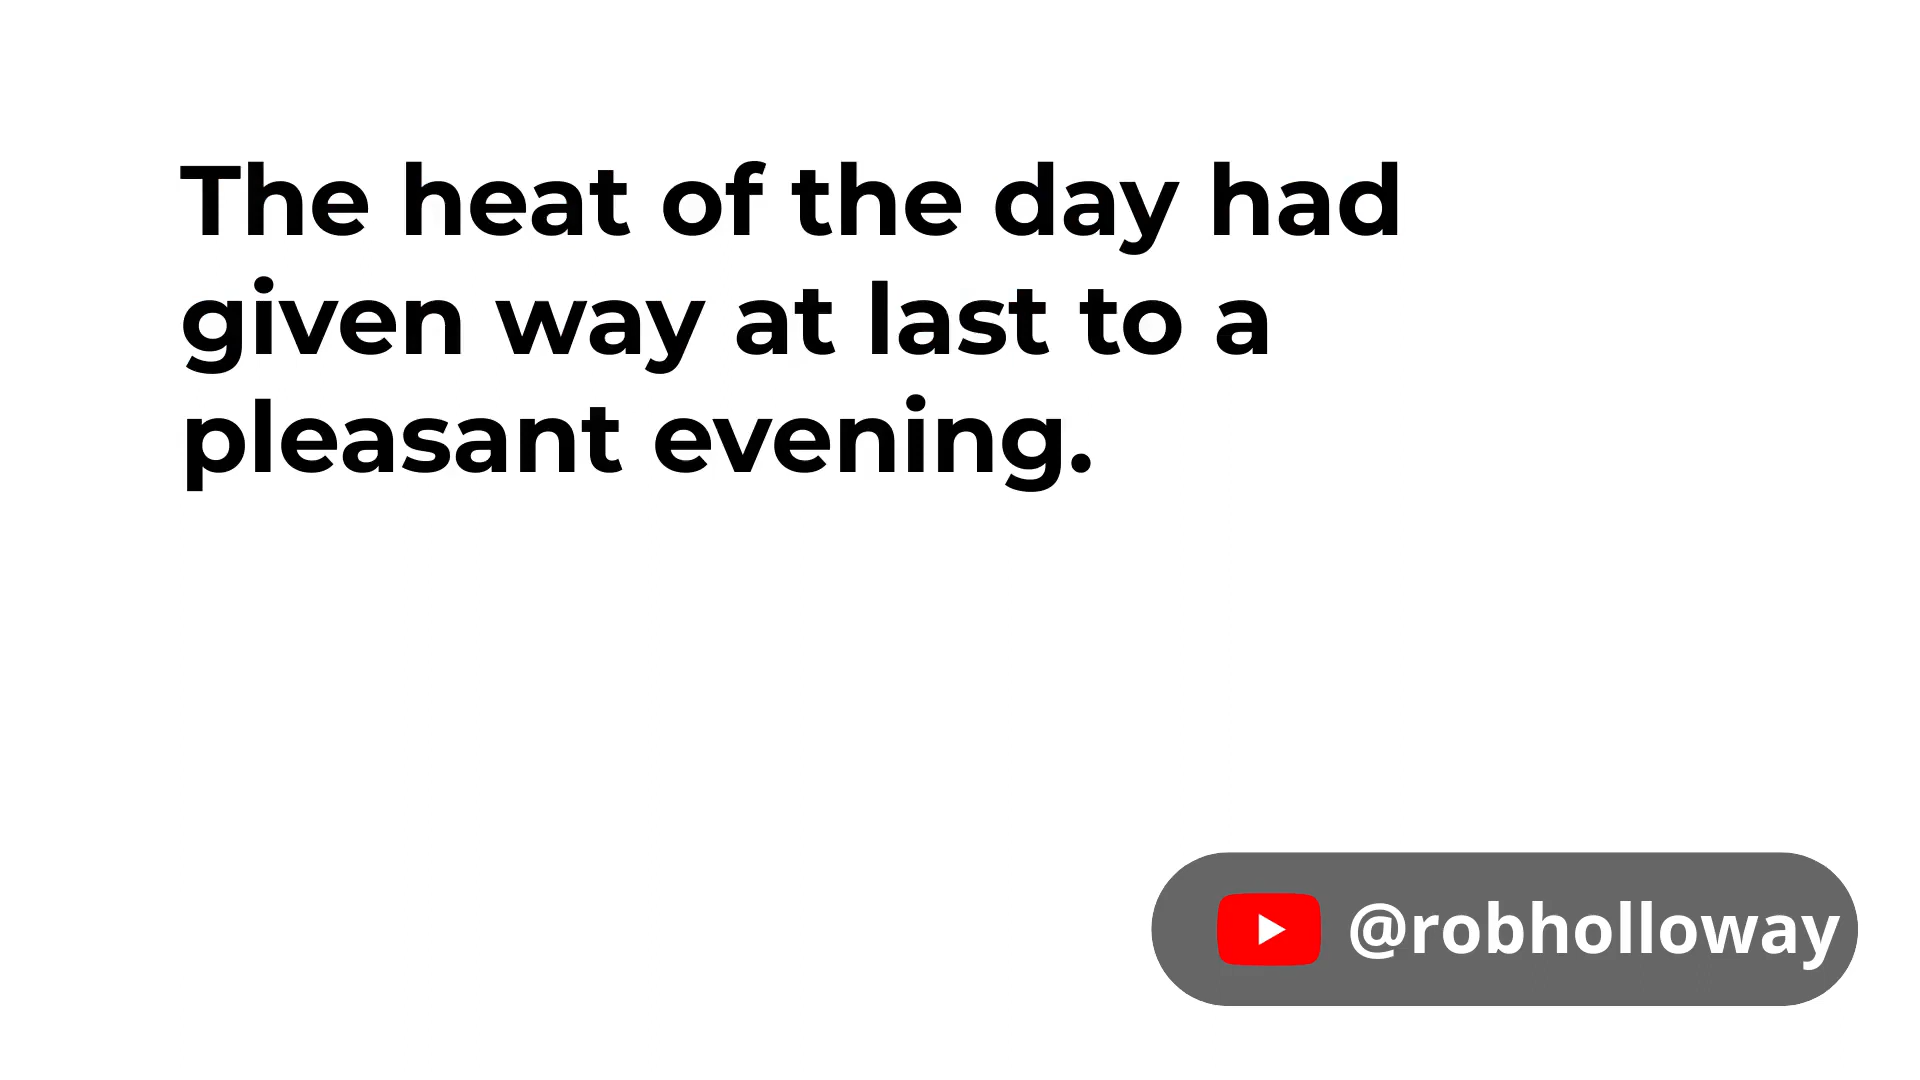 The heat of the day had
given way at last to a
pleasant evening.
@robholloway